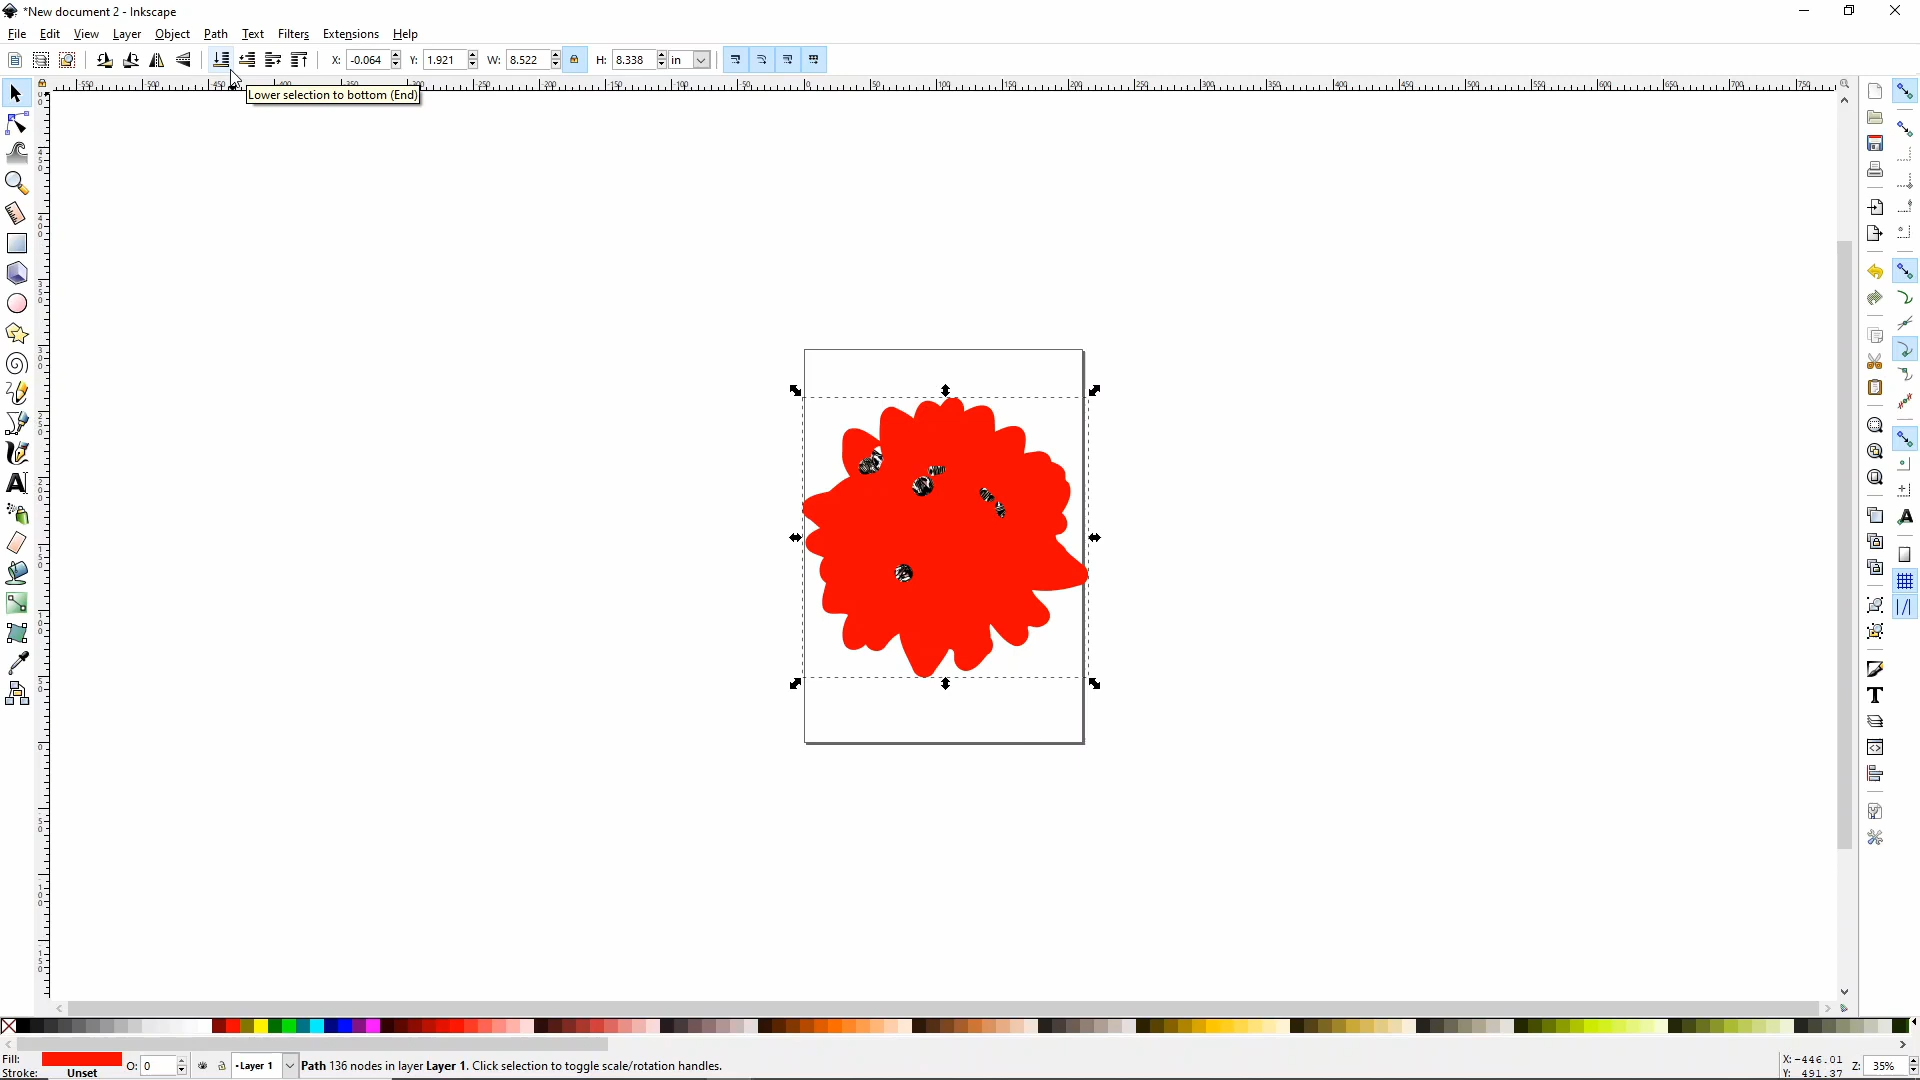 *New document 2 - Inkscape
File Edit View Layer Object Path Text Filters Extensions Help
X: -0.064 Y: 1.921 W: 8.522 H: 8.338 in
Lower selection to bottom (End)
Fill: O: 0 •Layer 1 Path 136 nodes in layer Layer 1. Click selection to toggle scale/rotation handles. X: -446.01 Z: 35%
Stroke: Unset Y: 491.37